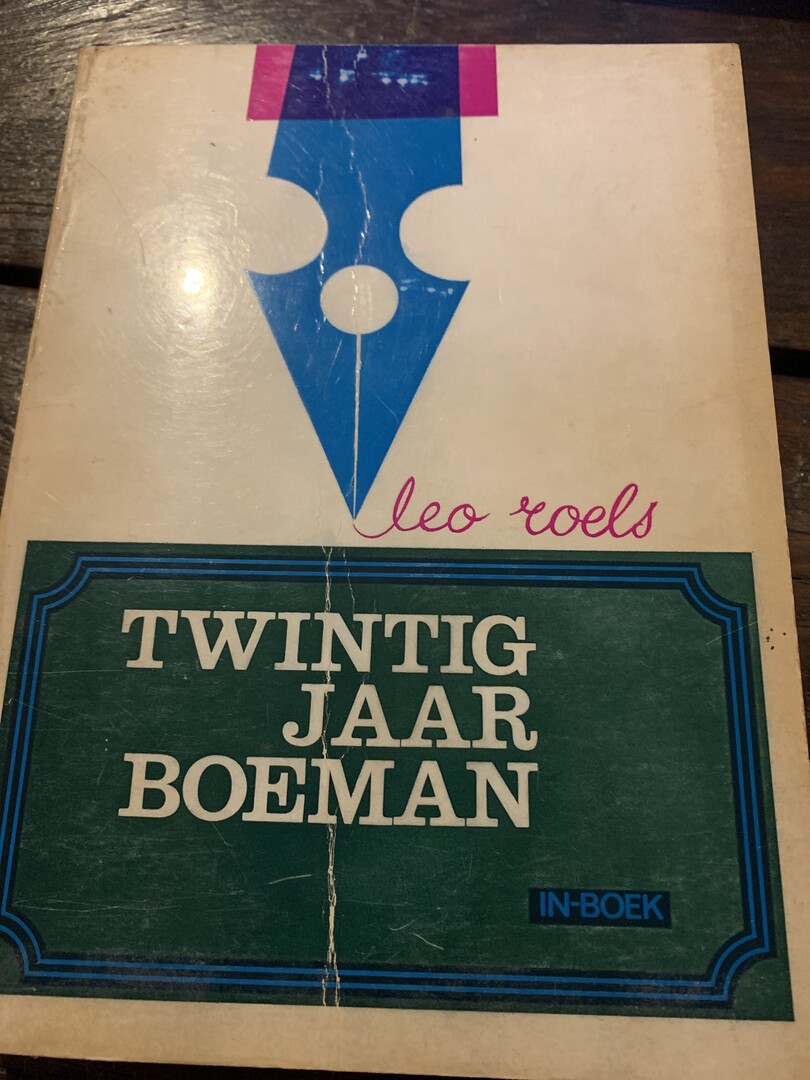 leo roels
TWINTIG
JAAR
BOEMAN
IN-BOEK